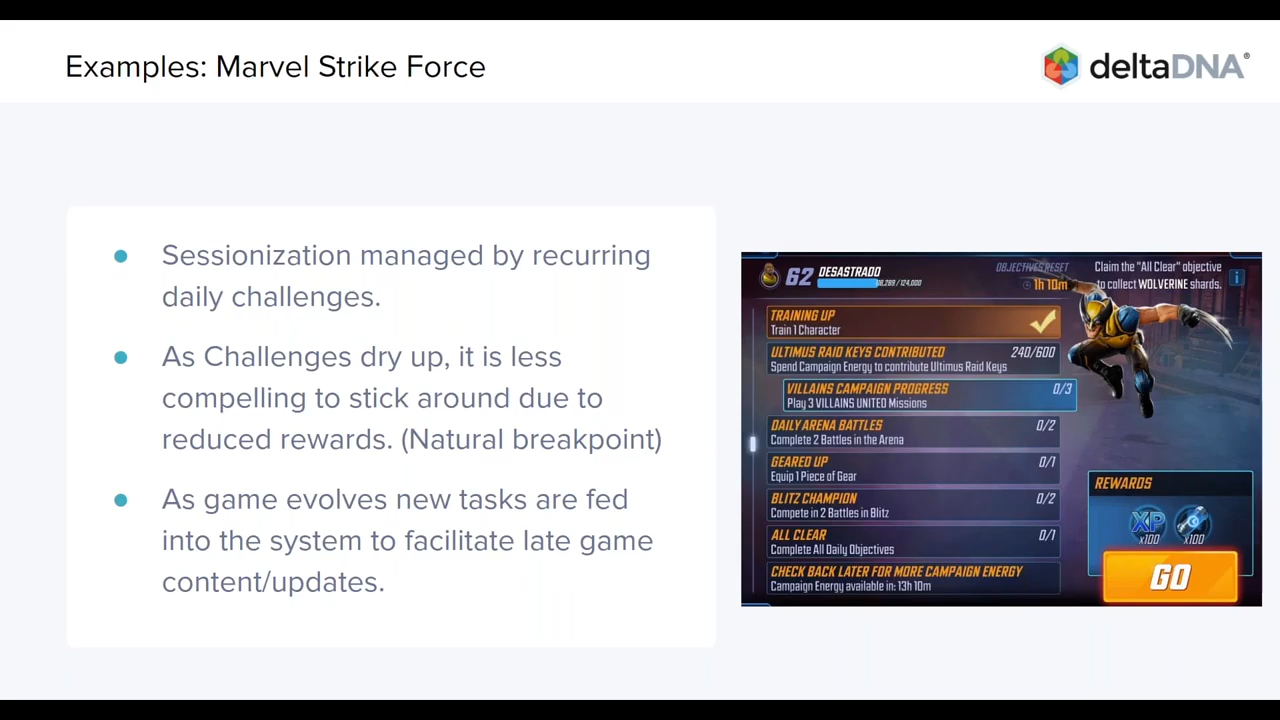 Examples: Marvel Strike Force
deltaDNA®
Sessionization managed by recurring
daily challenges.
As Challenges dry up, it is less
compelling to stick around due to
reduced rewards. (Natural breakpoint)
As game evolves new tasks are fed
into the system to facilitate late game
content/updates.
62 DESASTRADO
/ 124,000
OBJECTIVES RESET
1h 10m
Claim the "All Clear" objective
to collect WOLVERINE shards.
TRAINING UP
Train 1 Character
ULTIMUS RAID KEYS CONTRIBUTED 240/600
Spend Campaign Energy to contribute Ultimus Raid Keys
VILLAINS CAMPAIGN PROGRESS 0/3
Play 3 VILLAINS UNITED Missions
DAILY ARENA BATTLES 0/2
Complete 2 Battles in the Arena
GEARED UP 0/1
Equip 1 Piece of Gear
BLITZ CHAMPION 0/2
Compete in 2 Battles in Blitz
ALL CLEAR 0/1
Complete All Daily Objectives
CHECK BACK LATER FOR MORE CAMPAIGN ENERGY
Campaign Energy available in: 13h 10m
REWARDS
XP
x100 x100
GO